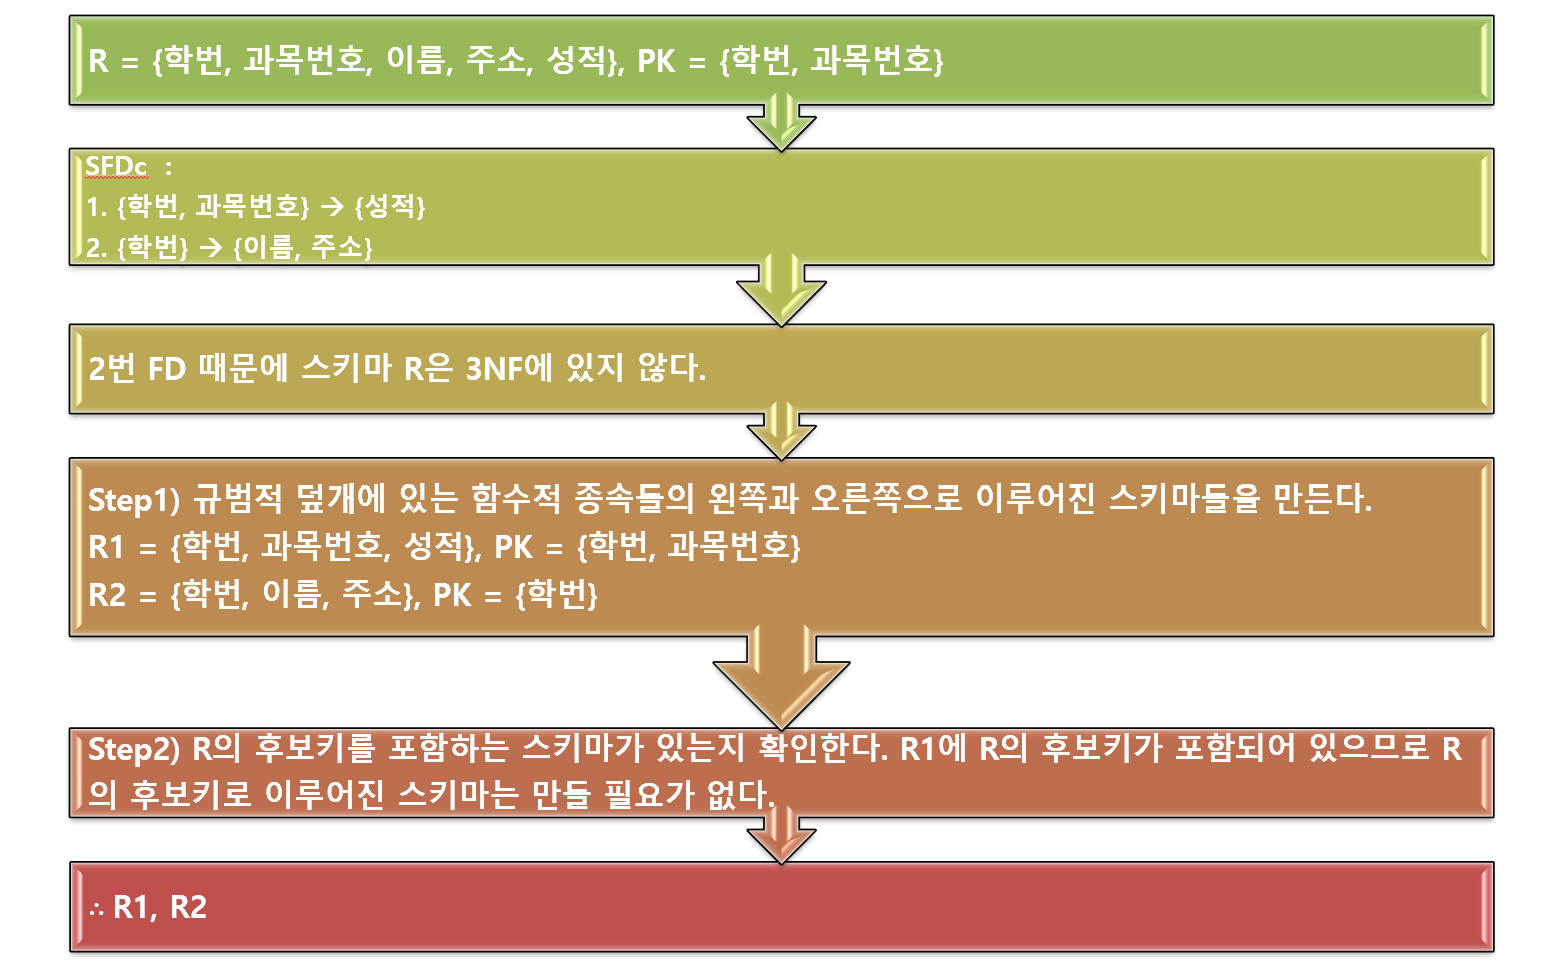 R = {학번, 과목번호, 이름, 주소, 성적}, PK = {학번, 과목번호}
SFDc :
1. {학번, 과목번호} → {성적}
2. {학번} → {이름, 주소}
2번 FD 때문에 스키마 R은 3NF에 있지 않다.
Step1) 규범적 덮개에 있는 함수적 종속들의 왼쪽과 오른쪽으로 이루어진 스키마들을 만든다.
R1 = {학번, 과목번호, 성적}, PK = {학번, 과목번호}
R2 = {학번, 이름, 주소}, PK = {학번}
Step2) R의 후보키를 포함하는 스키마가 있는지 확인한다. R1에 R의 후보키가 포함되어 있으므로 R
의 후보키로 이루어진 스키마는 만들 필요가 없다.
∴ R1, R2